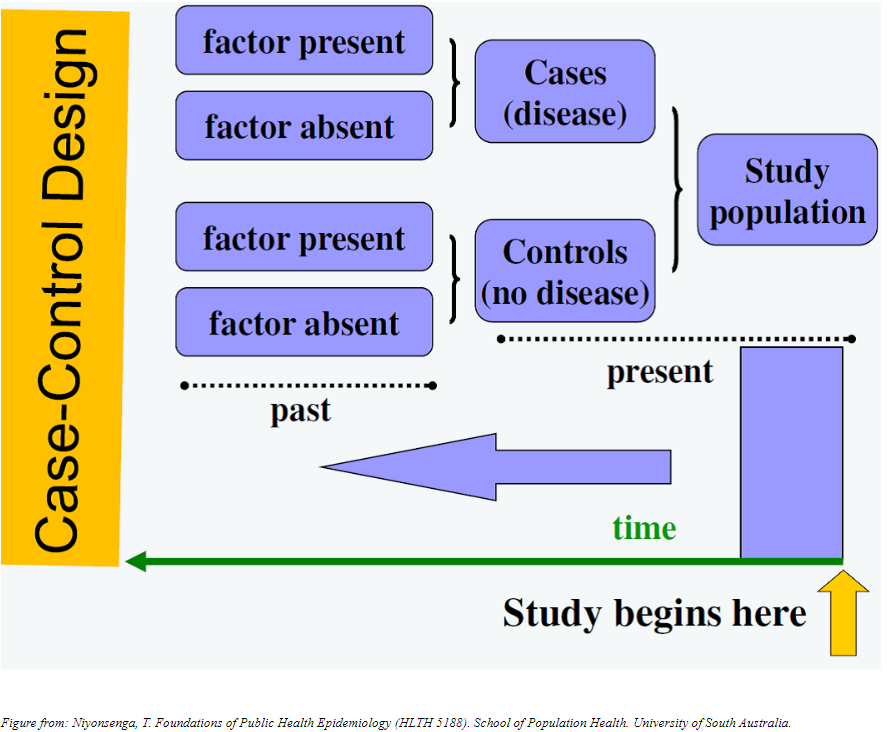 Case-Control Design
factor present
factor absent
Cases
(disease)
Study
population
factor present
factor absent
Controls
(no disease)
present
past
time
Study begins here
Figure from: Niyonsenga, T. Foundations of Public Health Epidemiology (HLTH 5188). School of Population Health. University of South Australia.